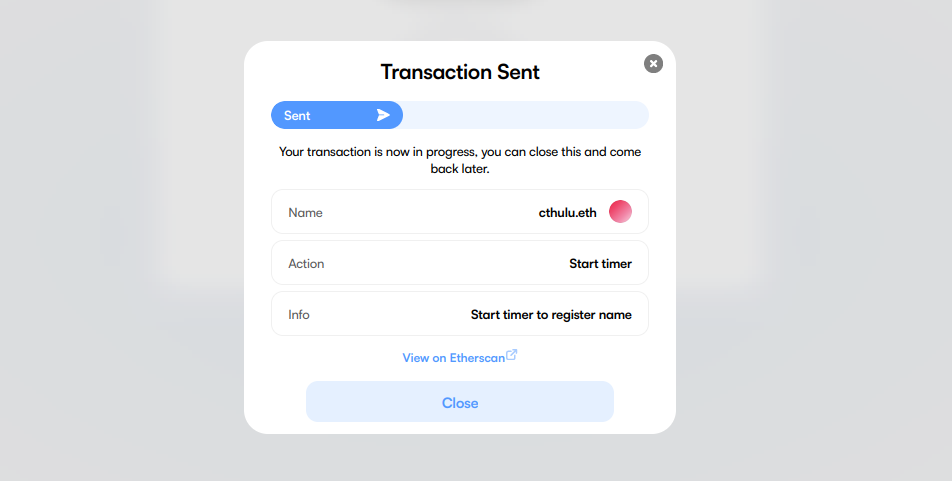 Transaction Sent
Sent
Your transaction is now in progress, you can close this and come
back later.
Name cthulu.eth
Action Start timer
Info Start timer to register name
View on Etherscan
Close